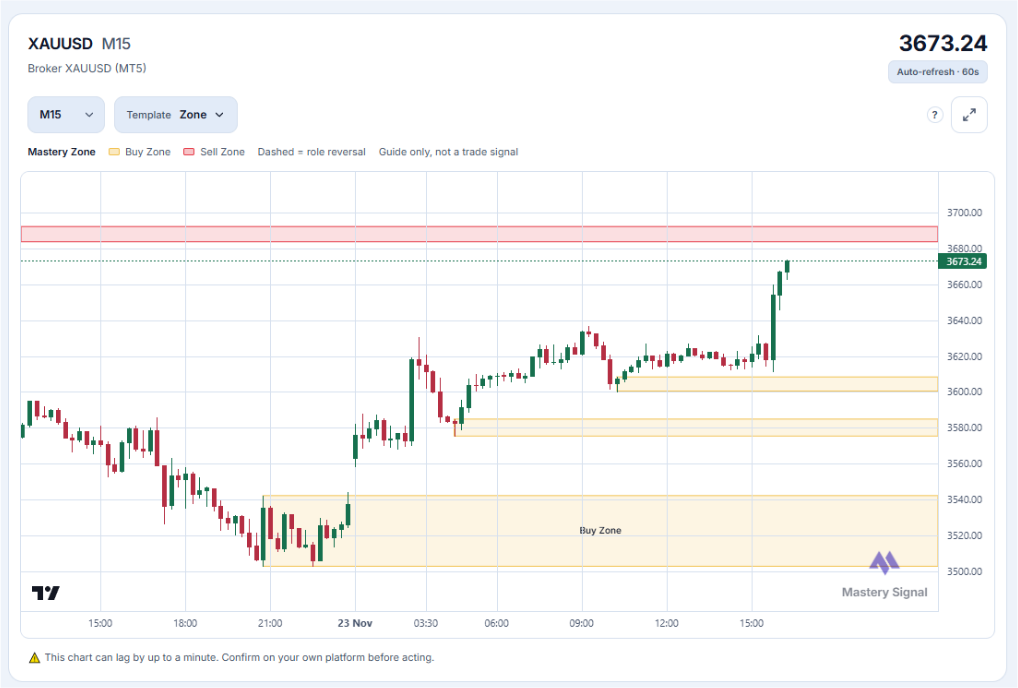 XAUUSD M15
3673.24
Broker XAUUSD (MT5)
Auto-refresh · 60s
M15
Template Zone
?
Mastery Zone Buy Zone Sell Zone Dashed = role reversal Guide only, not a trade signal
3700.00
3680.00
3673.24
3660.00
3640.00
3620.00
3600.00
3580.00
3560.00
3540.00
Buy Zone
3520.00
3500.00
Mastery Signal
15:00 18:00 21:00 23 Nov 03:30 06:00 09:00 12:00 15:00
This chart can lag by up to a minute. Confirm on your own platform before acting.